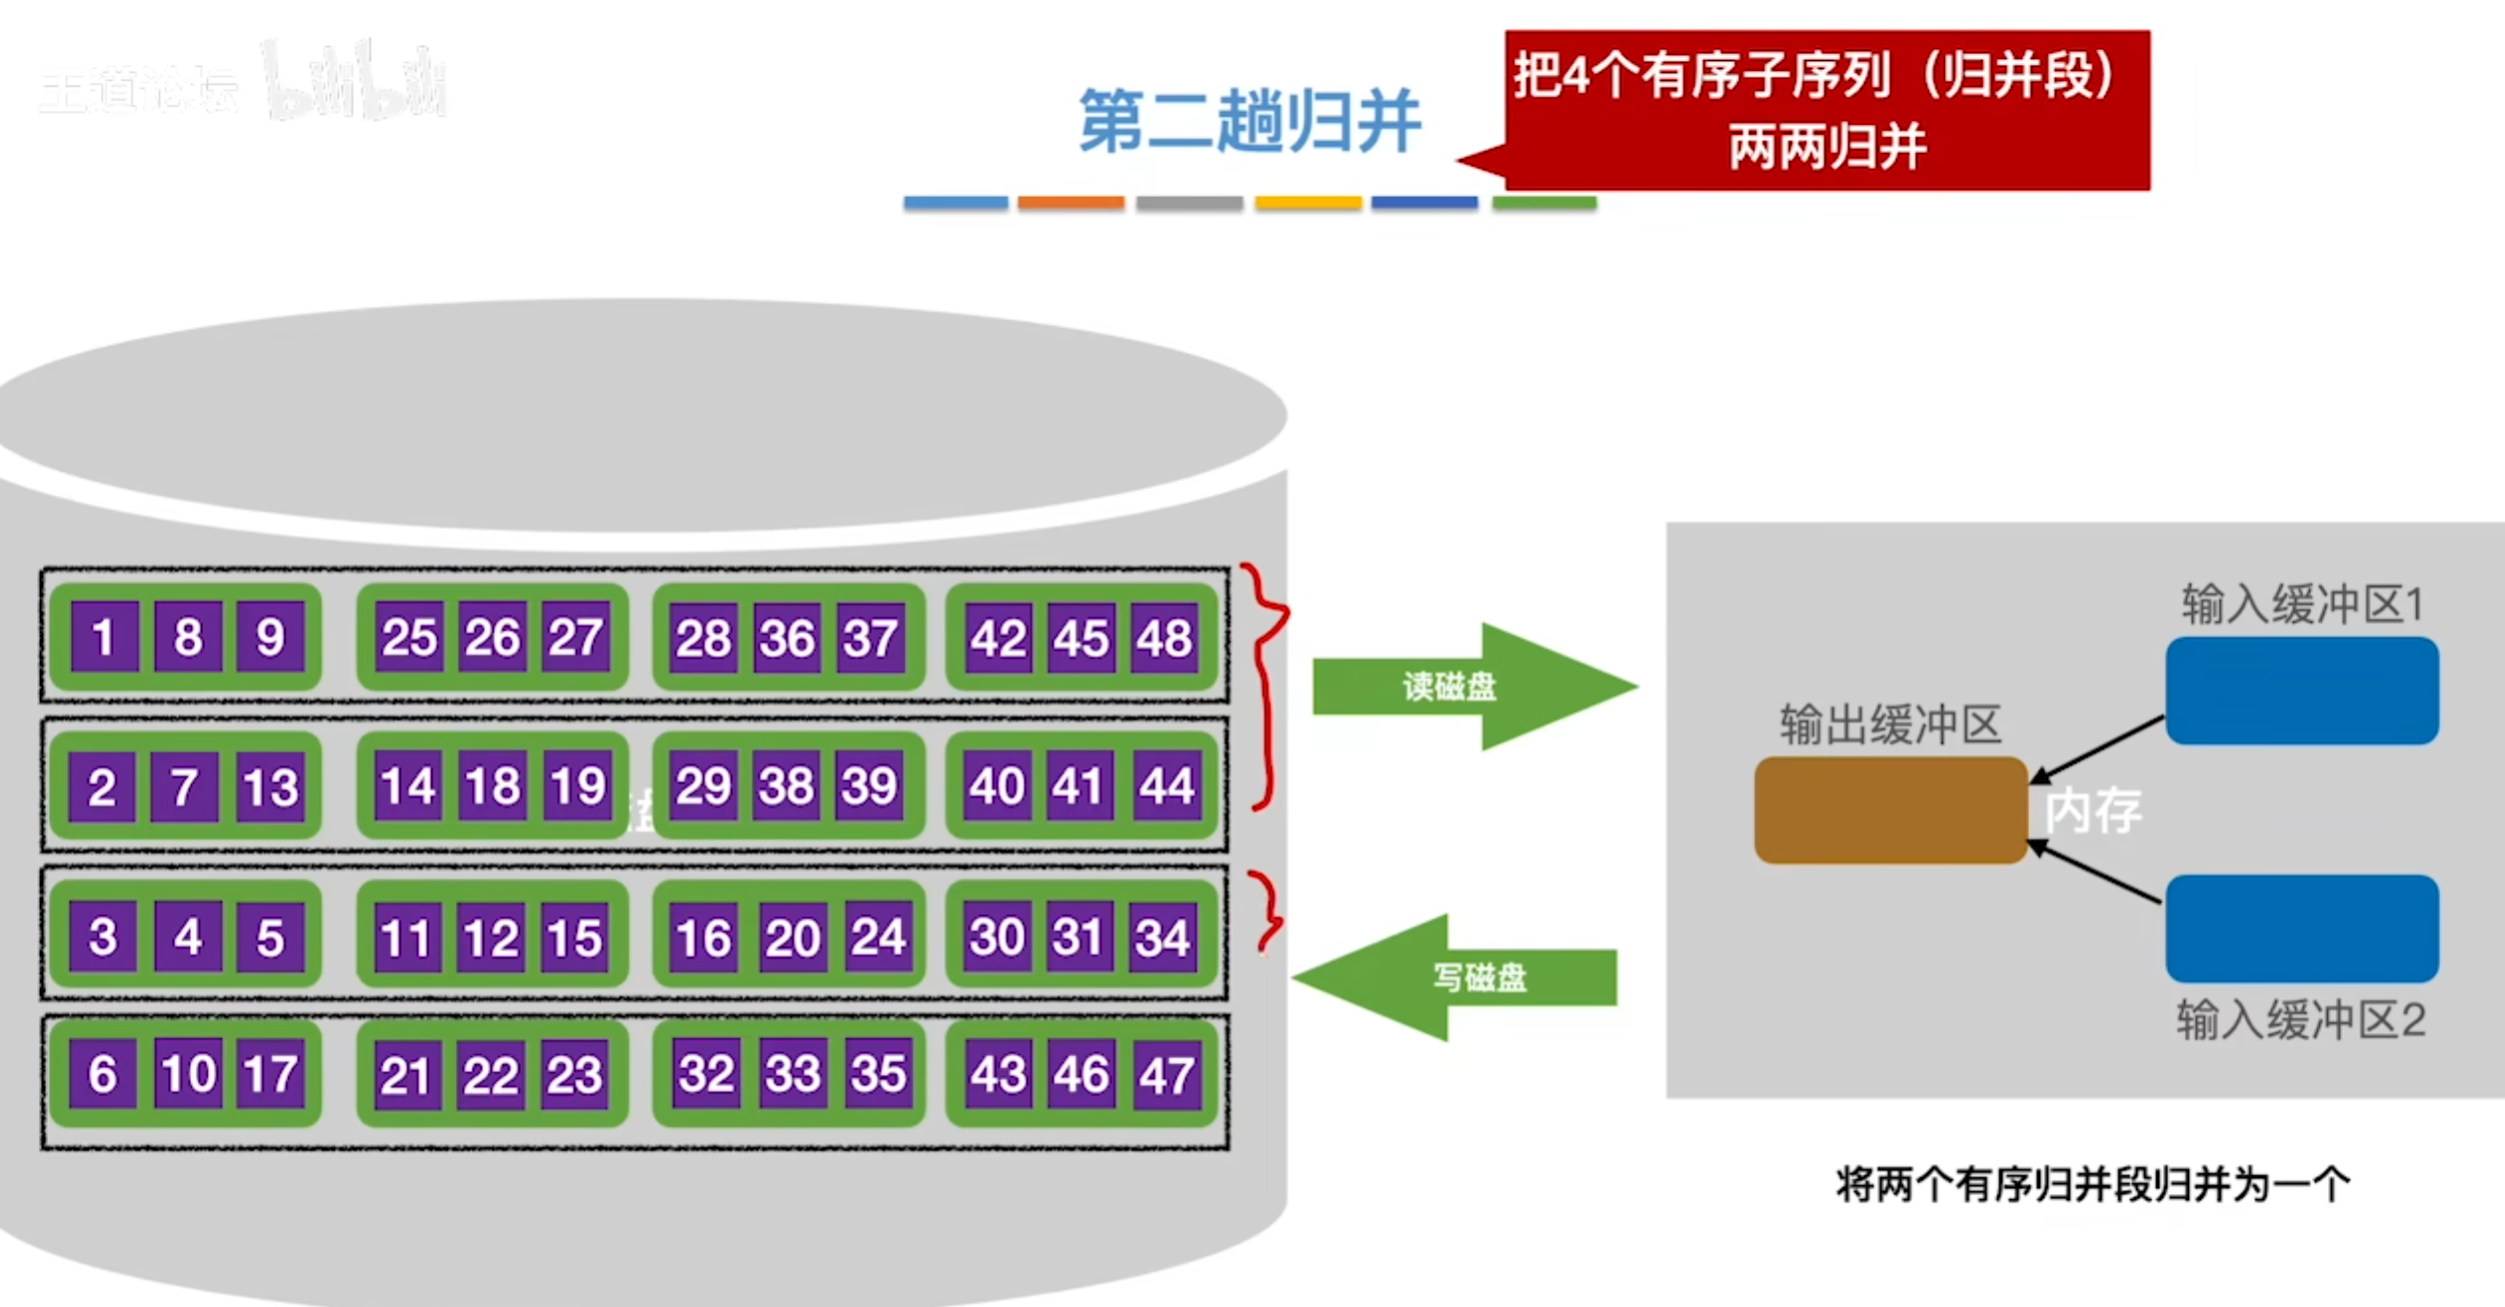 王道论坛 bilibili
把4个有序子序列（归并段）
两两归并
第二趟归并
1 8 9 25 26 27 28 36 37 42 45 48
2 7 13 14 18 19 29 38 39 40 41 44
3 4 5 11 12 15 16 20 24 30 31 34
6 10 17 21 22 23 32 33 35 43 46 47
读磁盘
写磁盘
输入缓冲区1
输出缓冲区
内存
输入缓冲区2
将两个有序归并段归并为一个